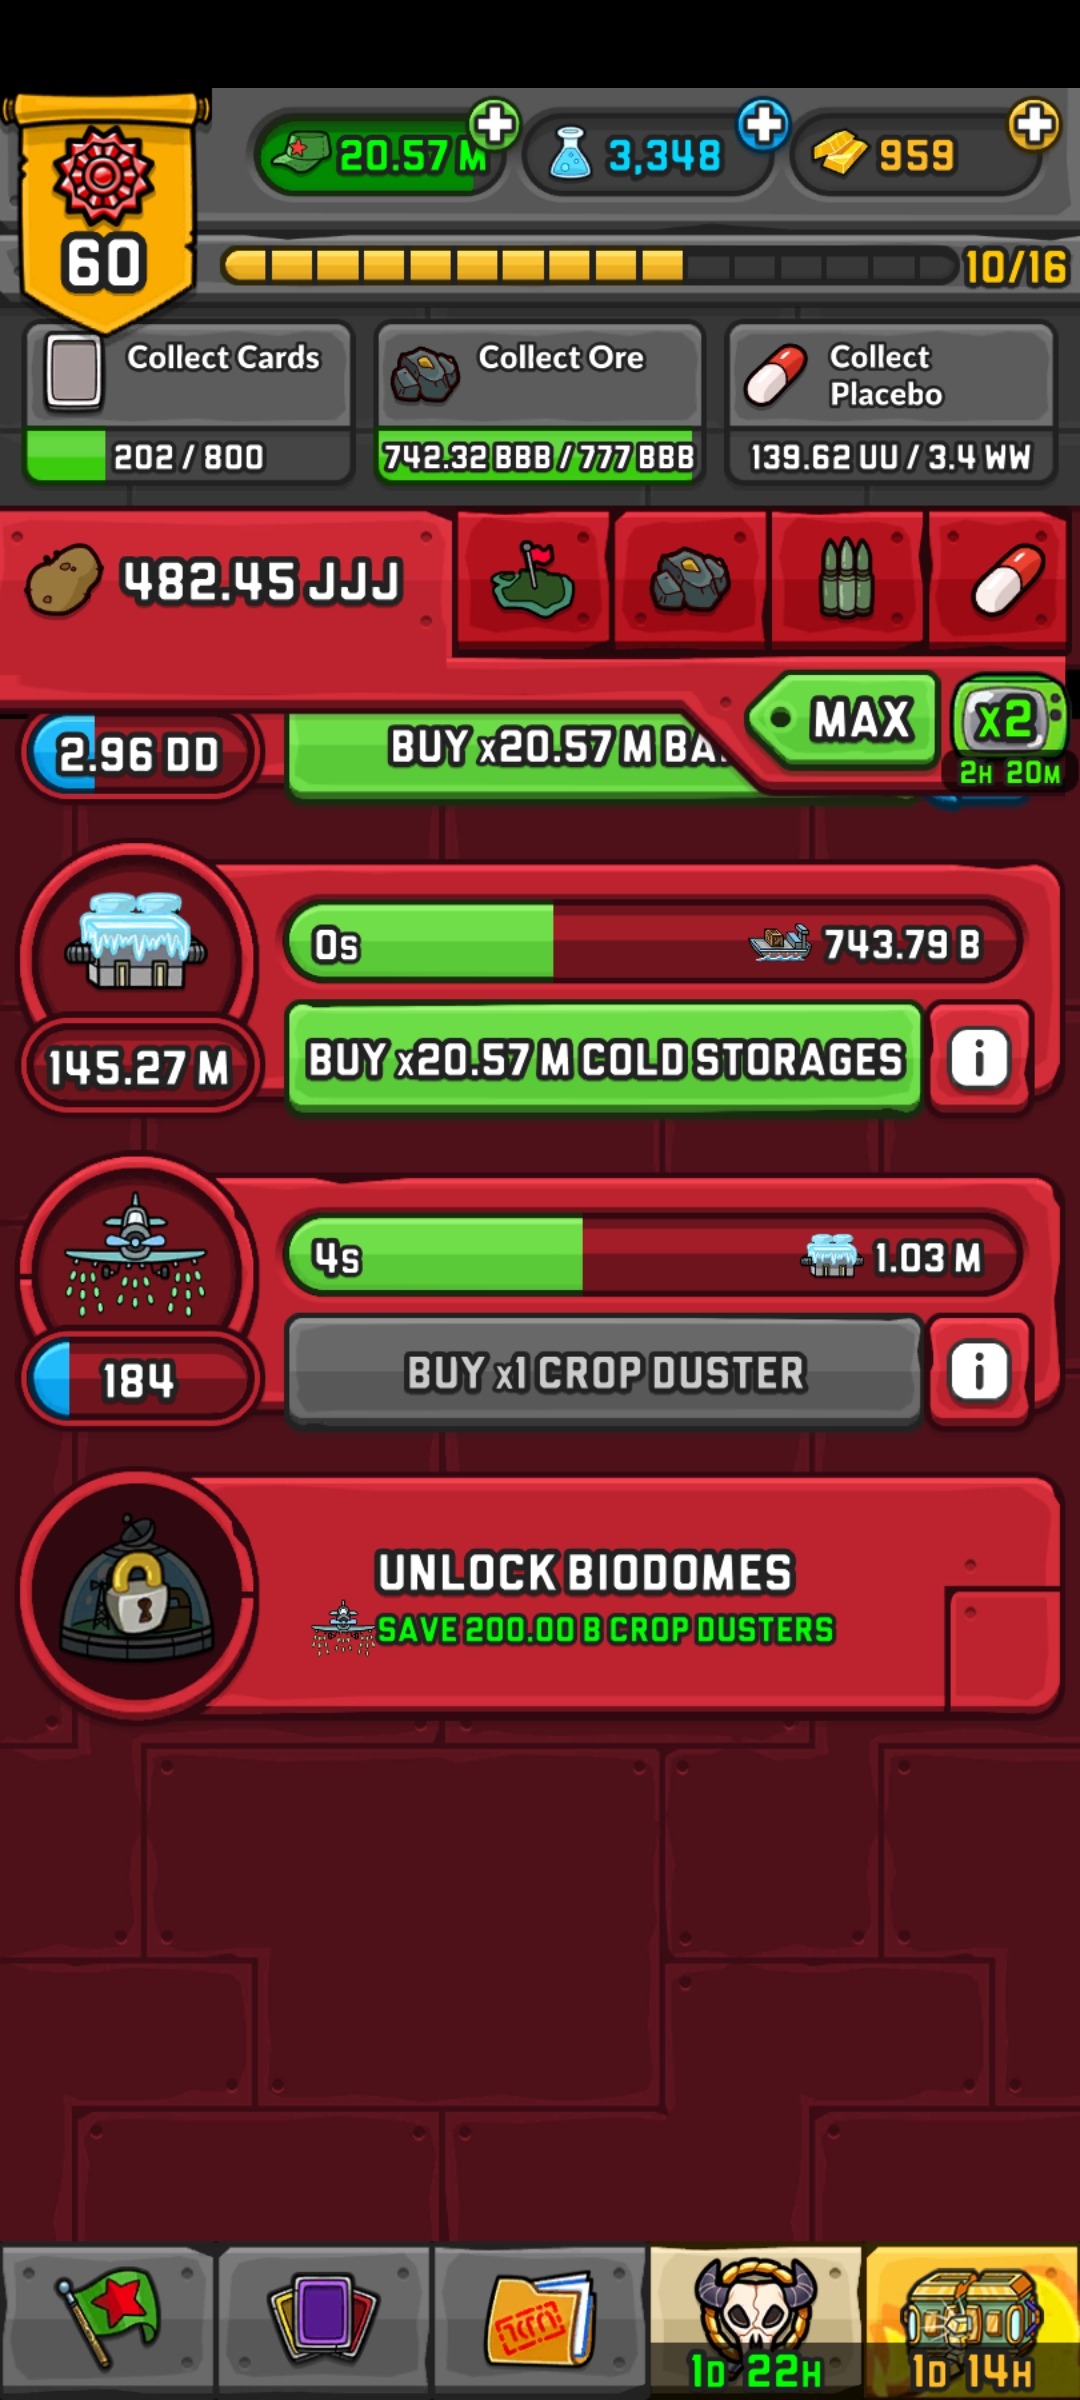 60
20.57 M
3,348
959
10/16
Collect Cards
202 / 800
Collect Ore
742.32 BBB / 777 BBB
Collect
Placebo
139.62 UU / 3.4 WW
482.45 JJJ
MAX
x2
2H 20M
2.96 DD
BUY x20.57 M BA
0s
743.79 B
145.27 M
BUY x20.57 M COLD STORAGES
i
4s
1.03 M
184
BUY x1 CROP DUSTER
i
UNLOCK BIODOMES
SAVE 200.00 B CROP DUSTERS
1D 22H
1D 14H